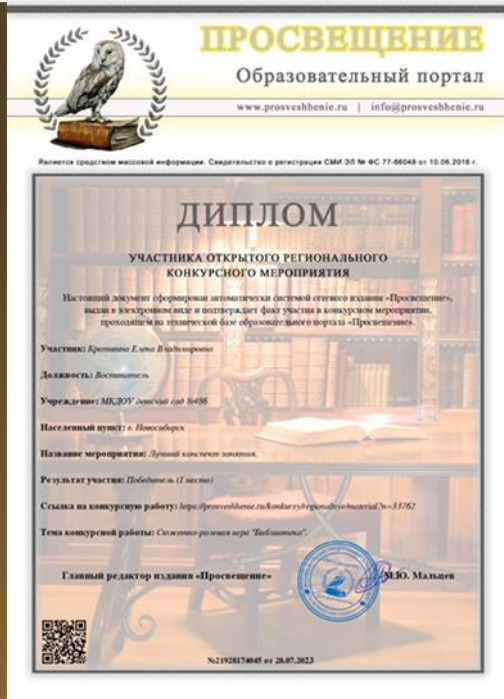 ПРОСВЕЩЕНИЕ
Образовательный портал
www.prosveshhenie.ru | info@prosveshhenie.ru
Является средством массовой информации. Свидетельство о регистрации СМИ ЭЛ № ФС 77-66048 от 10.06.2016 г.
ДИПЛОМ
УЧАСТНИКА ОТКРЫТОГО РЕГИОНАЛЬНОГО
КОНКУРСНОГО МЕРОПРИЯТИЯ
Настоящий документ сформирован автоматически системой сетевого издания «Просвещение»,
выдан в электронном виде и подтверждает факт участия в конкурсном мероприятии,
проходящем на технической базе образовательного портала «Просвещение».
Участник: Елена Владимировна
Должность: Воспитатель
Учреждение: МКДОУ детский сад №486
Населенный пункт: г. Новосибирск
Название мероприятия: Лучший конспект занятия.
Результат участия: Победитель (1 место)
Ссылка на конкурсную работу: https://prosveshhenie.ru/konkursy/regionalnye/material?n=33762
Тема конкурсной работы: Сюжетно ролевая игра "Библиотека".
Главный редактор издания «Просвещение» М.Ю. Мальцев
№21928174045 от 28.07.2023